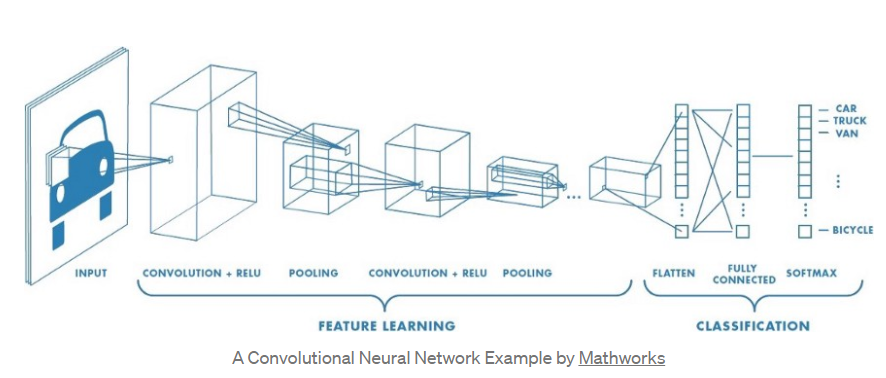 CAR
TRUCK
VAN
BICYCLE
INPUT
CONVOLUTION + RELU
POOLING
CONVOLUTION + RELU
POOLING
FLATTEN
FULLY
CONNECTED
SOFTMAX
FEATURE LEARNING
CLASSIFICATION
A Convolutional Neural Network Example by Mathworks